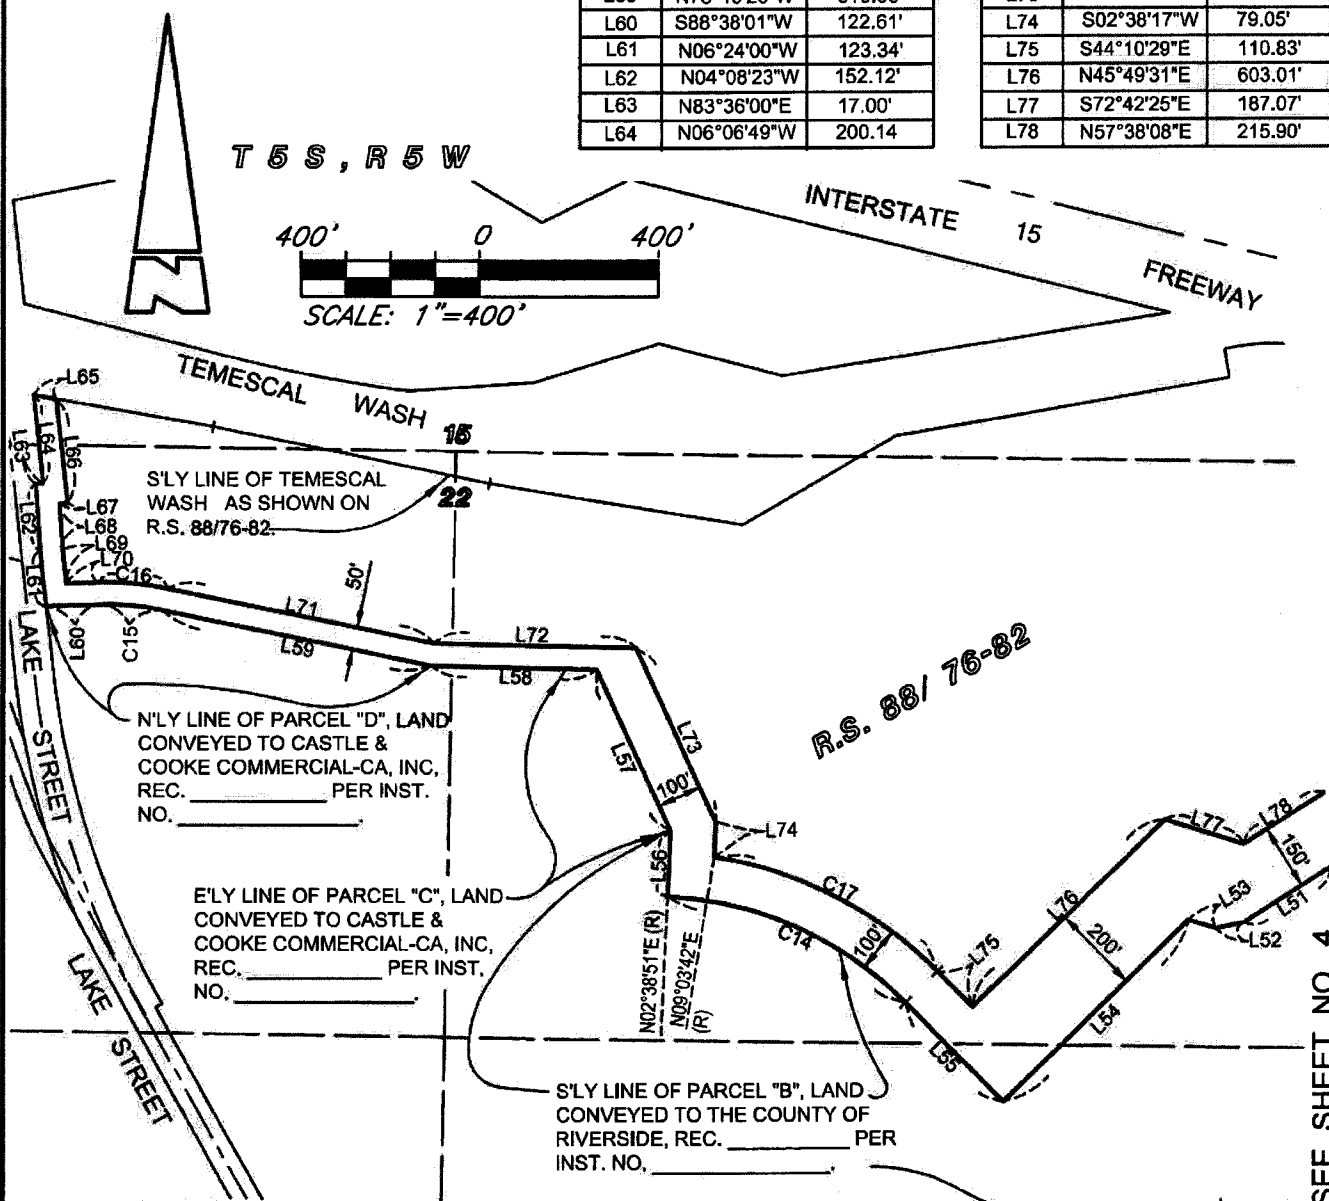 L60 S88°38'01"W 122.61'
L61 N06°24'00"W 123.34'
L62 N04°08'23"W 152.12'
L63 N83°36'00"E 17.00'
L64 N06°06'49"W 200.14
L74 S02°38'17"W 79.05'
L75 S44°10'29"E 110.83'
L76 N45°49'31"E 603.01'
L77 S72°42'25"E 187.07'
L78 N57°38'08"E 215.90'
T 5 S , R 5 W
INTERSTATE 15 FREEWAY
400' 0 400'
SCALE: 1"=400'
N
TEMESCAL WASH
L65
L63
L64
L66
15
22
S'LY LINE OF TEMESCAL
WASH AS SHOWN ON
R.S. 88/76-82.
L67
L68
L69
L70
C16
L62
L61
L60
C15
50'
L71
L59
L72
L58
LAKE STREET
N'LY LINE OF PARCEL "D", LAND
CONVEYED TO CASTLE &
COOKE COMMERCIAL-CA, INC,
REC. PER INST.
NO. .
R.S. 88/ 76-82
L57
L73
100'
L74
L56
C17
C14
100'
L75
L76
L77
L78
150'
L51
L53
L52
200'
L54
L55
E'LY LINE OF PARCEL "C", LAND
CONVEYED TO CASTLE &
COOKE COMMERCIAL-CA, INC,
REC. PER INST.
NO. .
N02°38'51"E (R)
N09°03'42"E
(R)
LAKE STREET
S'LY LINE OF PARCEL "B", LAND
CONVEYED TO THE COUNTY OF
RIVERSIDE, REC. PER
INST. NO. .
SEE SHEET NO. 4